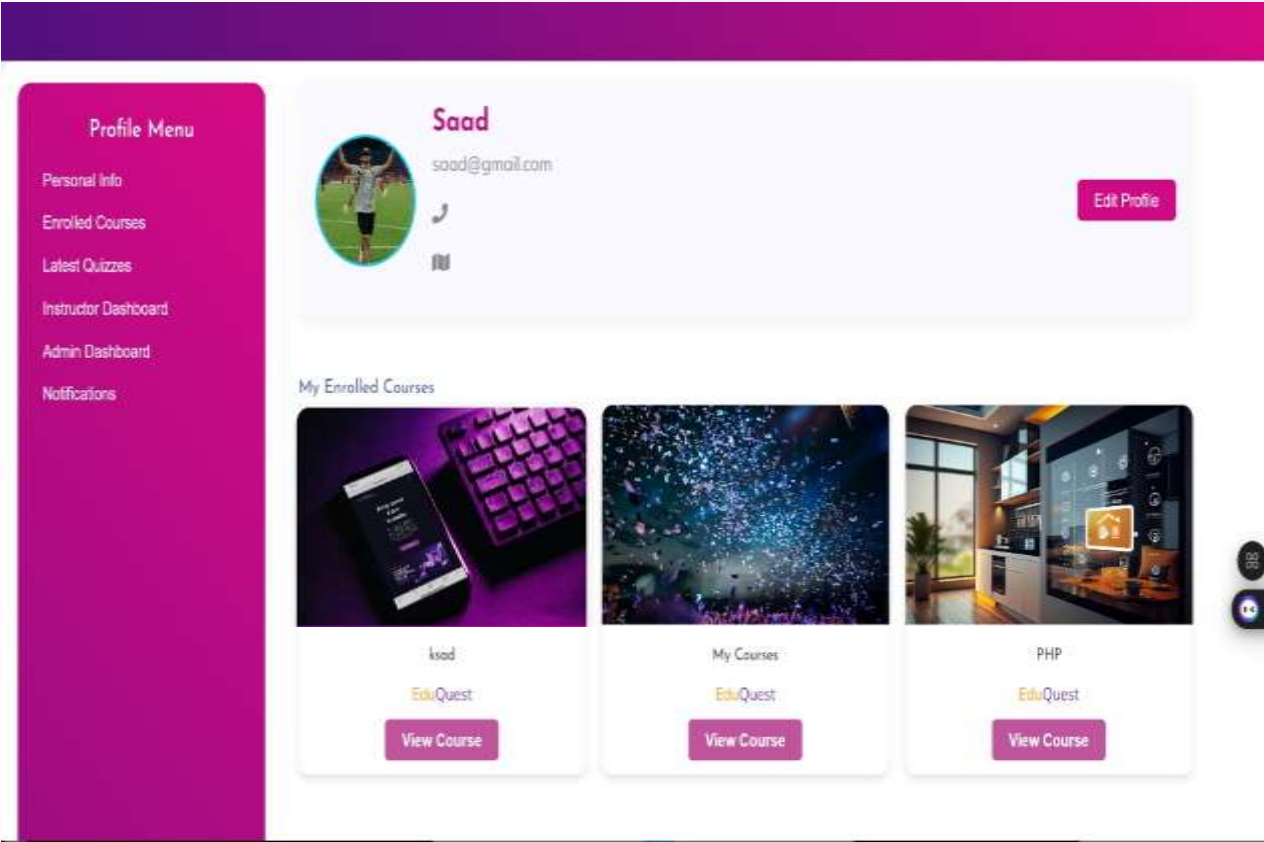 Profile Menu
Personal Info
Enrolled Courses
Latest Quizzes
Instructor Dashboard
Admin Dashboard
Notifications
Saad
saad@gmail.com
Edit Profile
My Enrolled Courses
ksad
EduQuest
View Course
My Courses
EduQuest
View Course
PHP
EduQuest
View Course